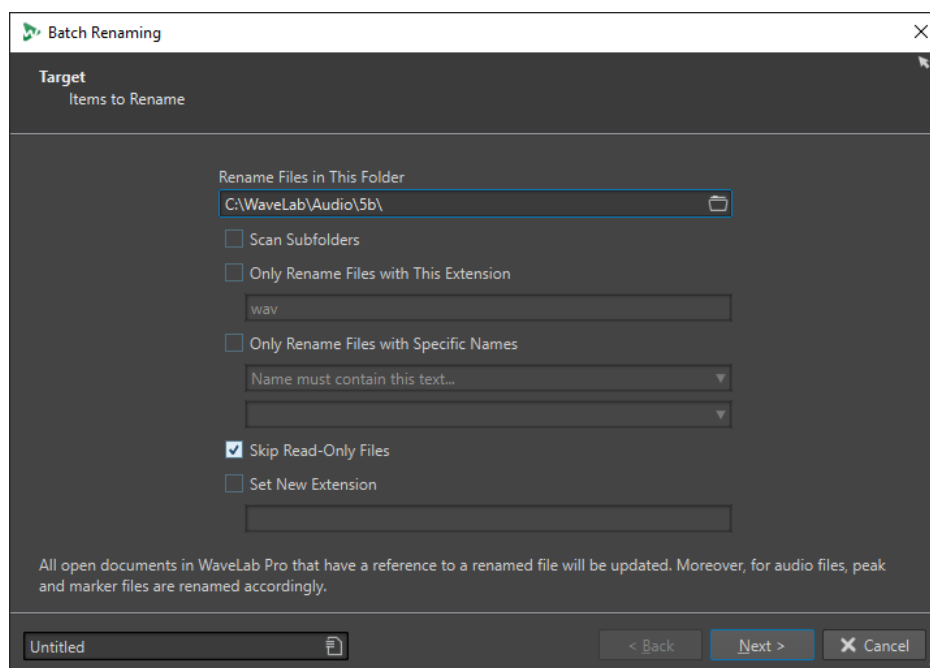 Batch Renaming
Target
Items to Rename
Rename Files in This Folder
C:\WaveLab\Audio\5b\
Scan Subfolders
Only Rename Files with This Extension
wav
Only Rename Files with Specific Names
Name must contain this text...
Skip Read-Only Files
Set New Extension
All open documents in WaveLab Pro that have a reference to a renamed file will be updated. Moreover, for audio files, peak
and marker files are renamed accordingly.
Untitled
< Back
Next >
Cancel